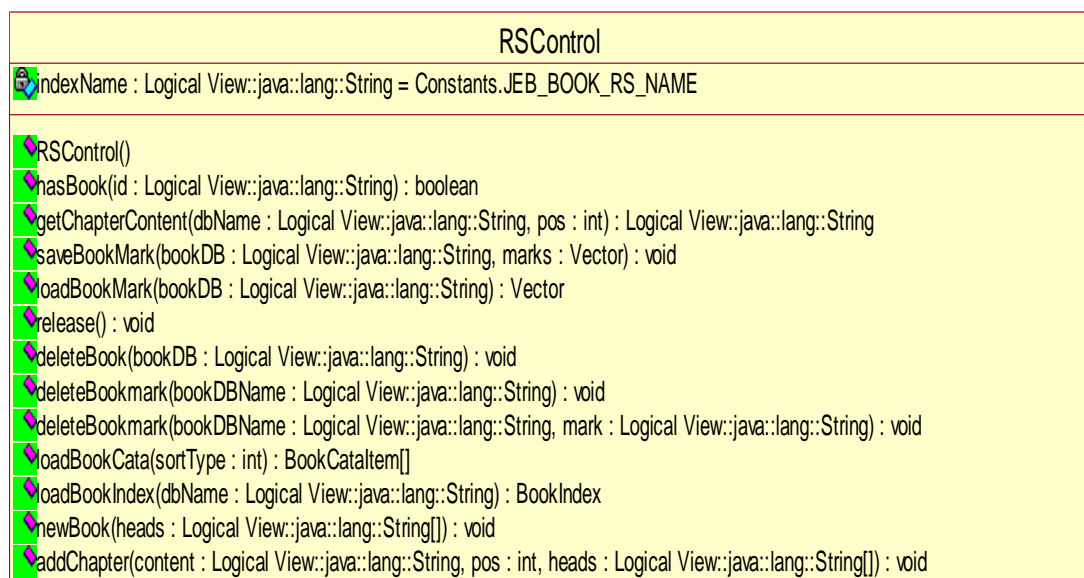 RSControl
indexName : Logical View::java::lang::String = Constants.JEB_BOOK_RS_NAME
RSControl()
hasBook(id : Logical View::java::lang::String) : boolean
getChapterContent(dbName : Logical View::java::lang::String, pos : int) : Logical View::java::lang::String
saveBookMark(bookDB : Logical View::java::lang::String, marks : Vector) : void
loadBookMark(bookDB : Logical View::java::lang::String) : Vector
release() : void
deleteBook(bookDB : Logical View::java::lang::String) : void
deleteBookmark(bookDBName : Logical View::java::lang::String) : void
deleteBookmark(bookDBName : Logical View::java::lang::String, mark : Logical View::java::lang::String) : void
loadBookCata(sortType : int) : BookCataItem[]
loadBookIndex(dbName : Logical View::java::lang::String) : BookIndex
newBook(heads : Logical View::java::lang::String[]) : void
addChapter(content : Logical View::java::lang::String, pos : int, heads : Logical View::java::lang::String[]) : void